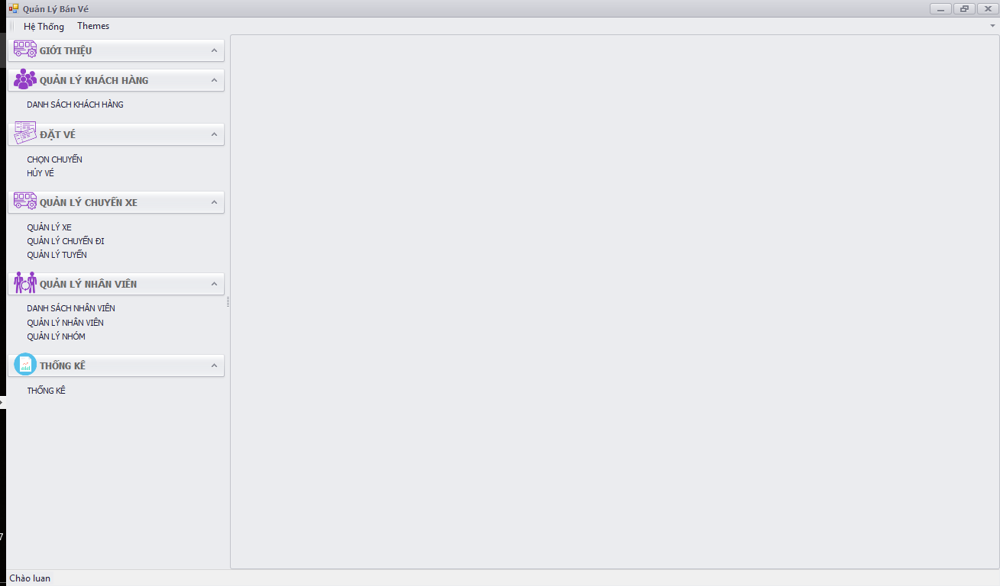 Quản Lý Bán Vé
Hệ Thống Themes
GIỚI THIỆU
QUẢN LÝ KHÁCH HÀNG
DANH SÁCH KHÁCH HÀNG
ĐẶT VÉ
CHỌN CHUYẾN
HỦY VÉ
QUẢN LÝ CHUYẾN XE
QUẢN LÝ XE
QUẢN LÝ CHUYẾN ĐI
QUẢN LÝ TUYẾN
QUẢN LÝ NHÂN VIÊN
DANH SÁCH NHÂN VIÊN
QUẢN LÝ NHÂN VIÊN
QUẢN LÝ NHÓM
THỐNG KÊ
THỐNG KÊ
7
Chào luan